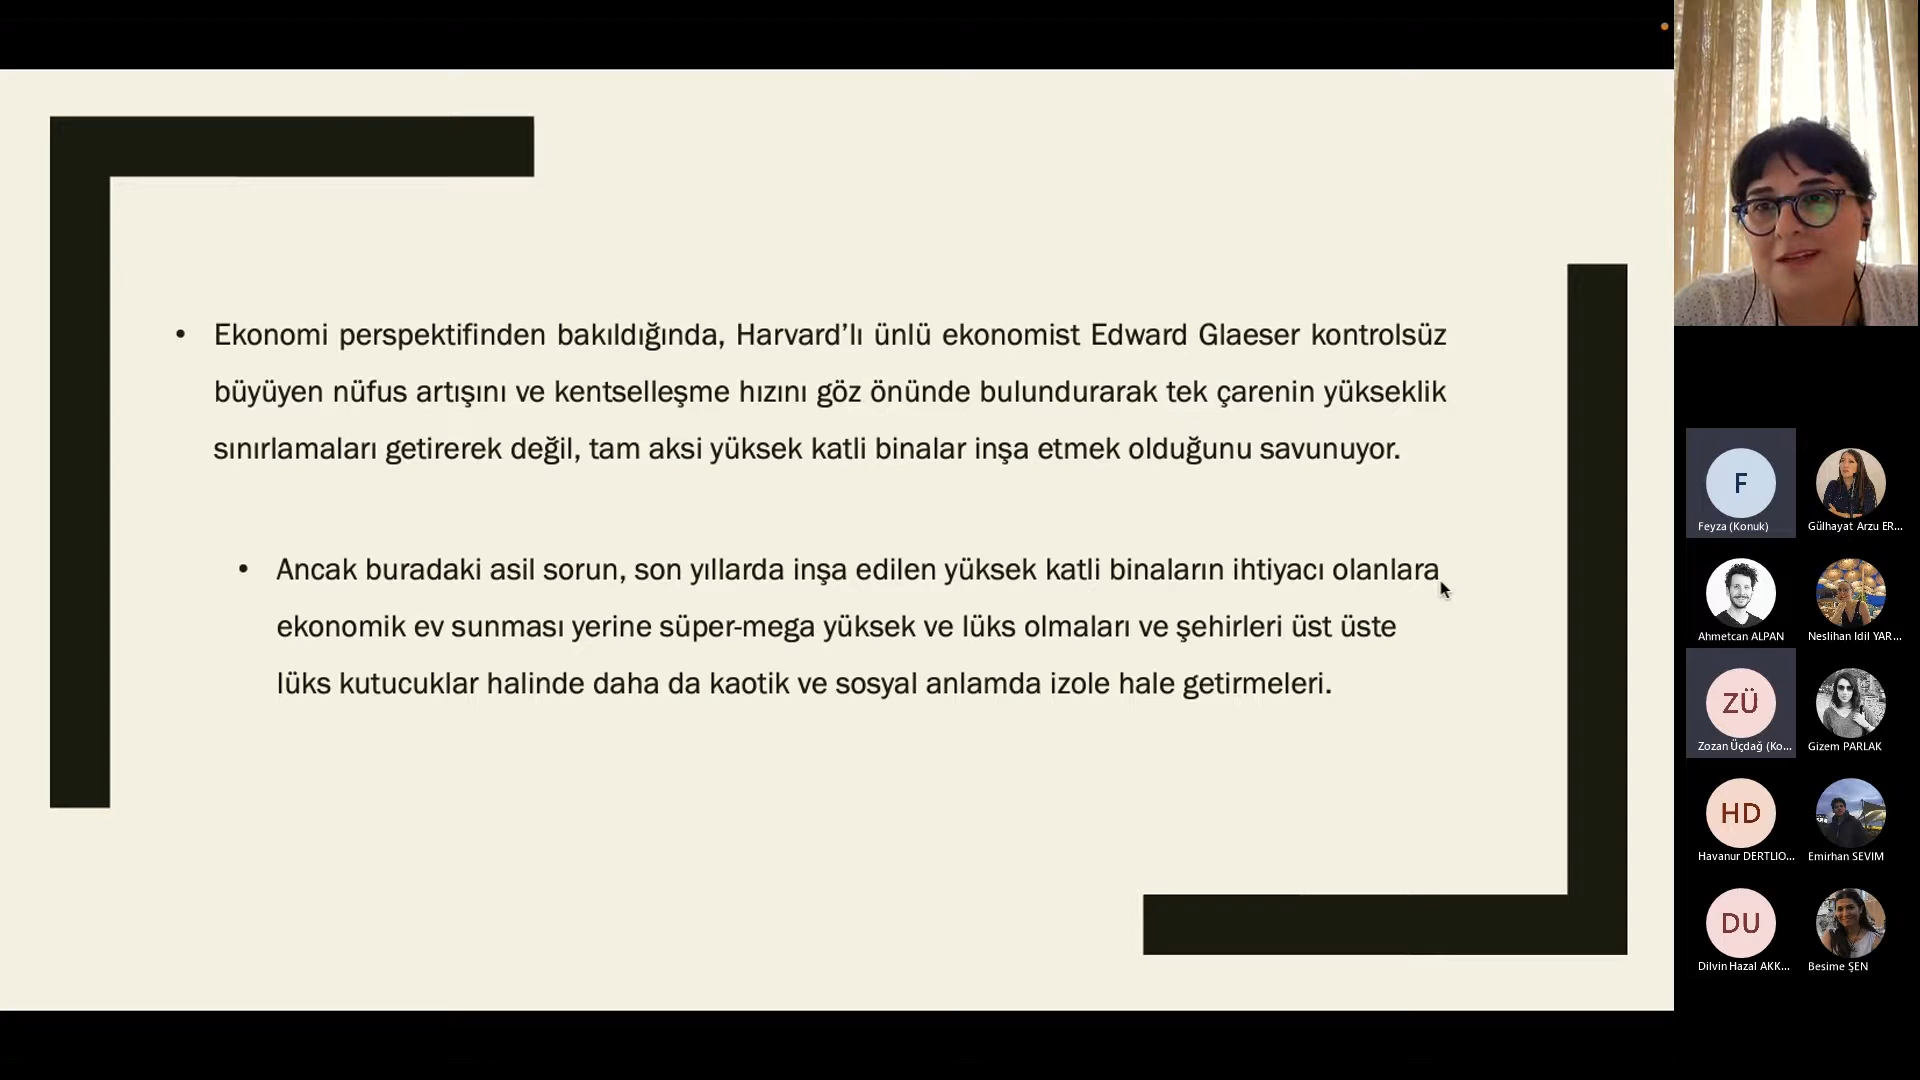 • Ekonomi perspektifinden bakıldığında, Harvard’lı ünlü ekonomist Edward Glaeser kontrolsüz
büyüyen nüfus artışını ve kentselleşme hızını göz önünde bulundurarak tek çarenin yükseklik
sınırlamaları getirerek değil, tam aksi yüksek katli binalar inşa etmek olduğunu savunuyor.
• Ancak buradaki asil sorun, son yıllarda inşa edilen yüksek katli binaların ihtiyacı olanlara
ekonomik ev sunması yerine süper-mega yüksek ve lüks olmaları ve şehirleri üst üste
lüks kutucuklar halinde daha da kaotik ve sosyal anlamda izole hale getirmeleri.
F
Feyza (Konuk)
Gülhayat Arzu ER...
Ahmetcan ALPAN
Neslihan Idil YAR...
ZÜ
Zozan Üçdağ (Ko...
Gizem PARLAK
HD
Havanur DERTLIO...
Emirhan SEVIM
DU
Dilvin Hazal AKK...
Besime ŞEN